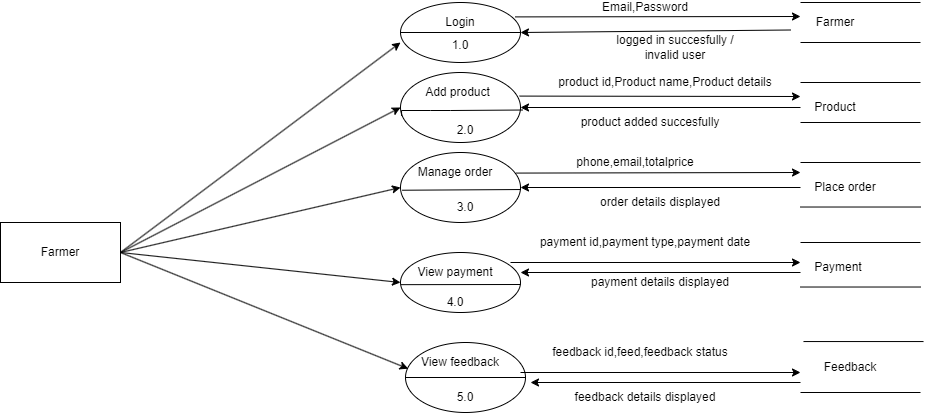 Login
1.0
Email,Password
logged in succesfully /
invalid user
Farmer
Add product
2.0
product id,Product name,Product details
product added succesfully
Product
Manage order
3.0
phone,email,totalprice
order details displayed
Place order
Farmer
View payment
4.0
payment id,payment type,payment date
payment details displayed
Payment
View feedback
5.0
feedback id,feed,feedback status
feedback details displayed
Feedback